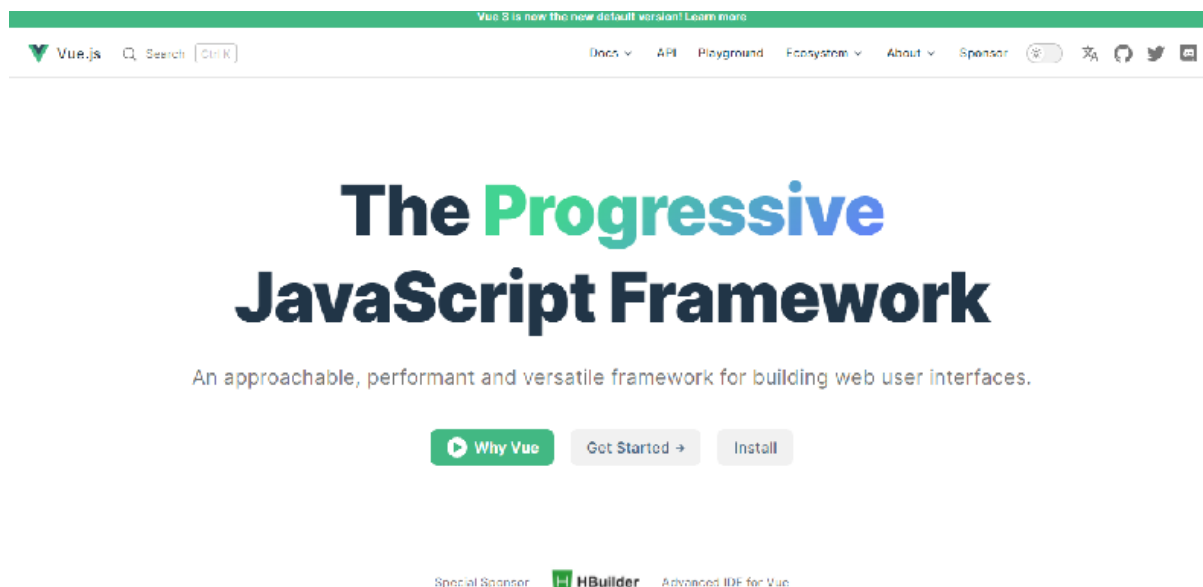 Vue 3 is now the new default version! Learn more
Vue.js Search Ctrl K Docs API Playground Ecosystem About Sponsor
The Progressive
JavaScript Framework
An approachable, performant and versatile framework for building web user interfaces.
Why Vue Get Started → Install
Special Sponsor HBuilder Advanced IDE for Vue